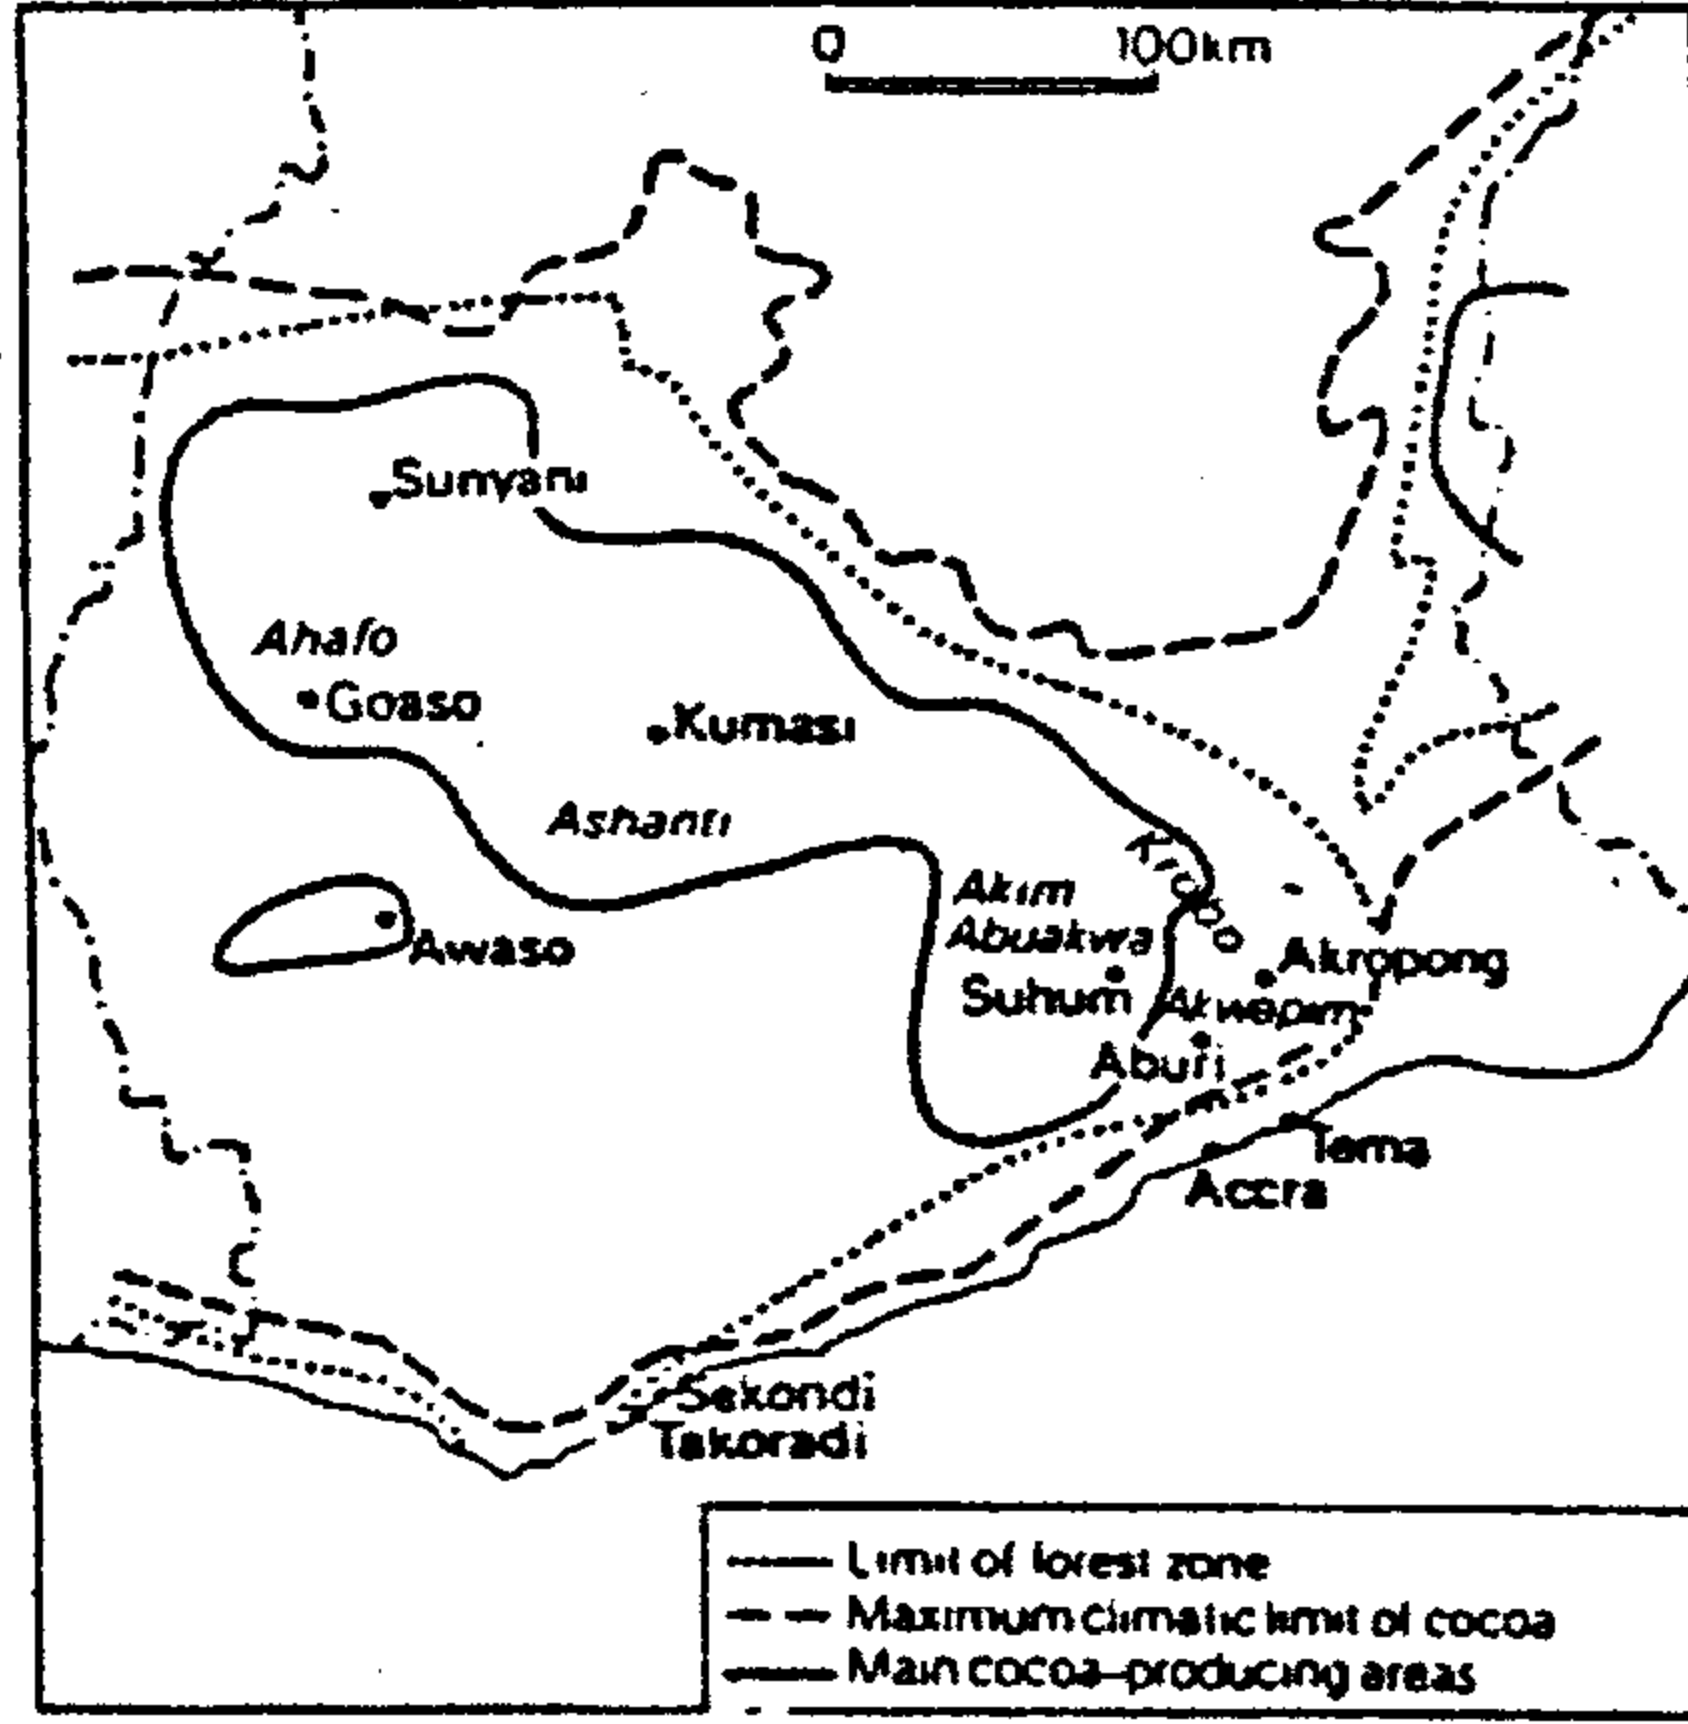 0 100km
Sunyani
Ahafo
Goaso
Kumasi
Ashanti
Krobo
Akim
Abuakwa
Awaso
Akropong
Suhum
Akwapim
Aburi
Tema
Accra
Sekondi
Takoradi
Limit of forest zone
Maximum climatic limit of cocoa
Main cocoa-producing areas